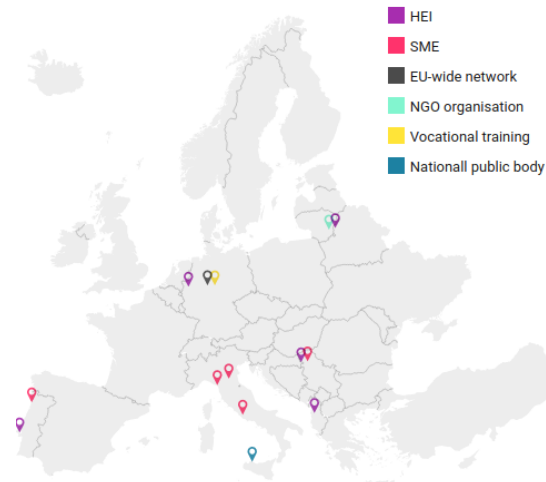 HEI
SME
EU-wide network
NGO organisation
Vocational training
Nationall public body